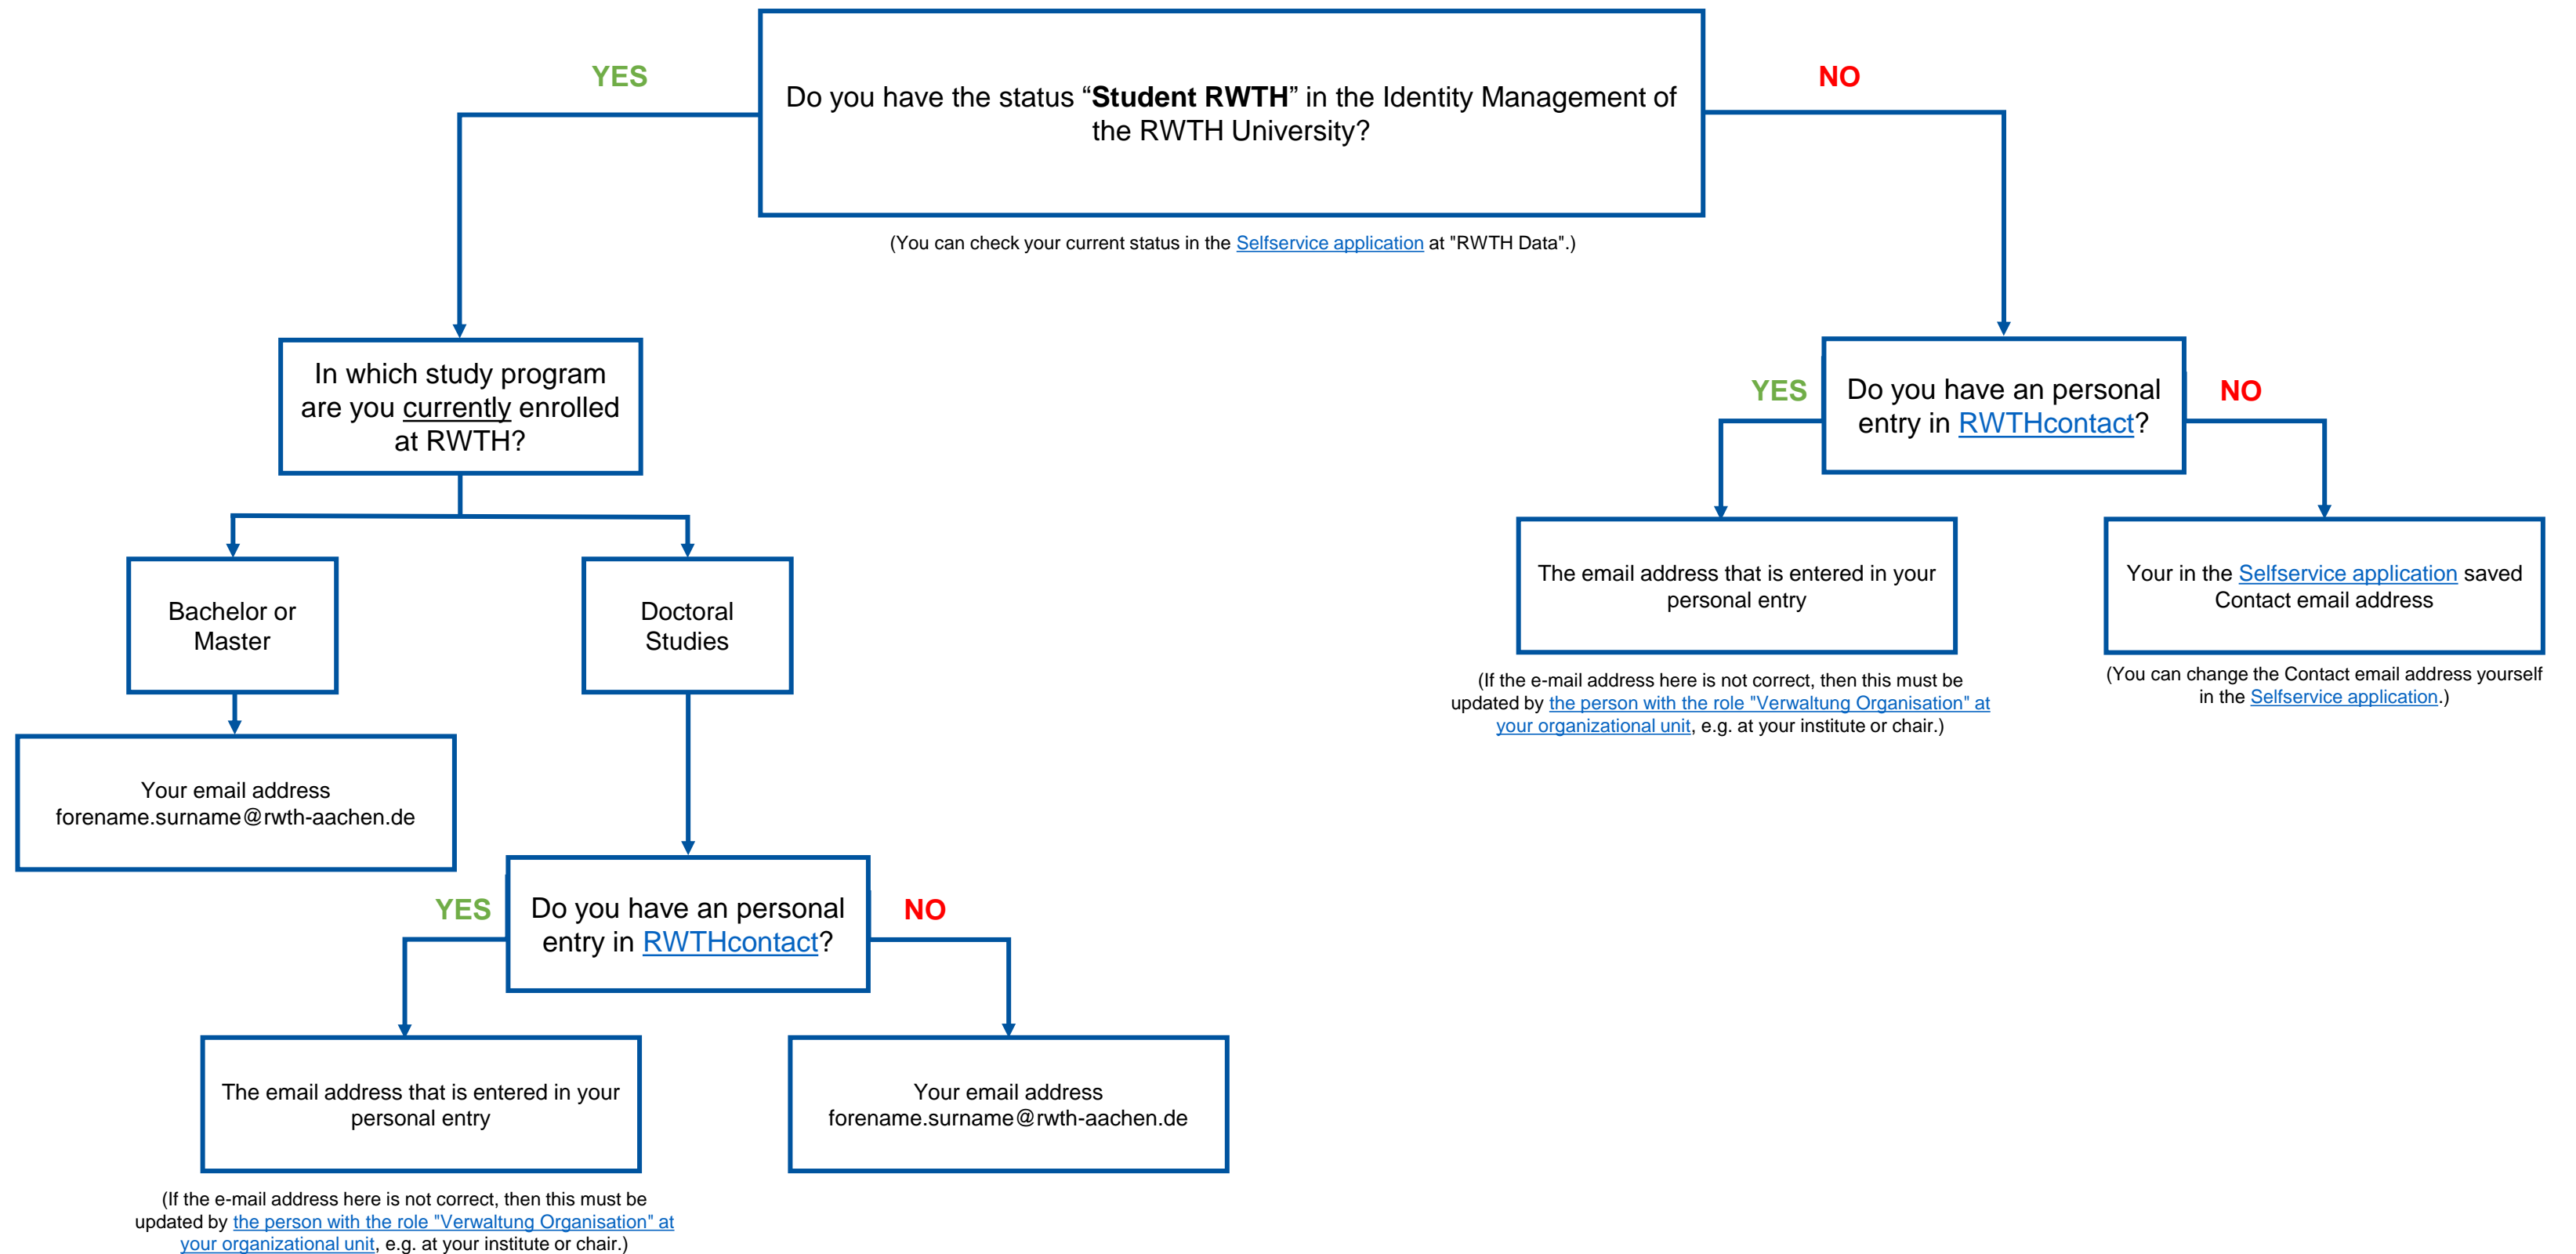 YES
Do you have the status “Student RWTH” in the Identity Management of
the RWTH University?
NO
(You can check your current status in the Selfservice application at "RWTH Data".)
In which study program
are you currently enrolled
at RWTH?
YES
Do you have an personal
entry in RWTHcontact?
NO
Bachelor or
Master
Doctoral
Studies
The email address that is entered in your
personal entry
Your in the Selfservice application saved
Contact email address
(If the e-mail address here is not correct, then this must be
updated by the person with the role "Verwaltung Organisation" at
your organizational unit, e.g. at your institute or chair.)
(You can change the Contact email address yourself
in the Selfservice application.)
Your email address
forename.surname@rwth-aachen.de
YES
Do you have an personal
entry in RWTHcontact?
NO
The email address that is entered in your
personal entry
Your email address
forename.surname@rwth-aachen.de
(If the e-mail address here is not correct, then this must be
updated by the person with the role "Verwaltung Organisation" at
your organizational unit, e.g. at your institute or chair.)